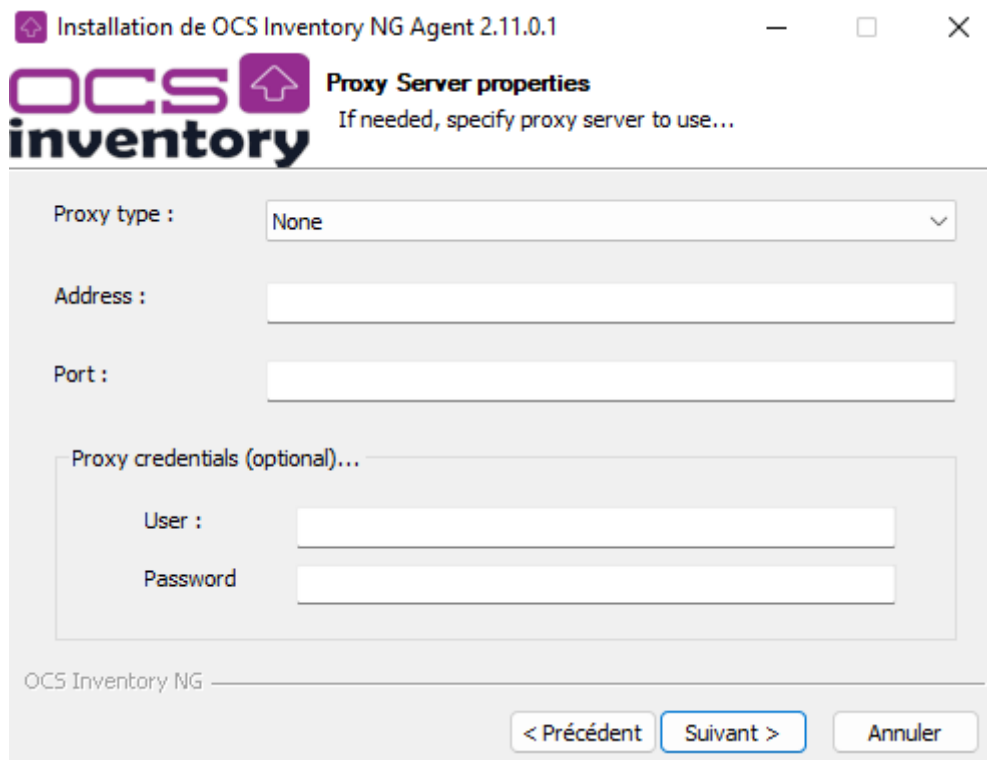 Installation de OCS Inventory NG Agent 2.11.0.1
OCS
inventory
Proxy Server properties
If needed, specify proxy server to use...
Proxy type :
None
Address :
Port :
Proxy credentials (optional)...
User :
Password
OCS Inventory NG
< Précédent
Suivant >
Annuler